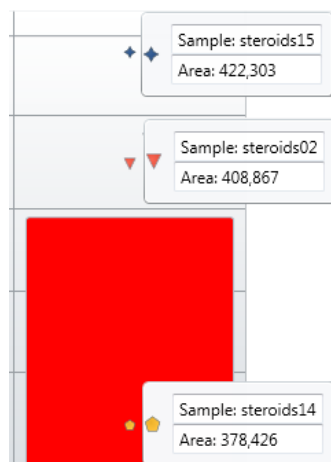 Sample: steroids15
Area: 422,303
Sample: steroids02
Area: 408,867
Sample: steroids14
Area: 378,426